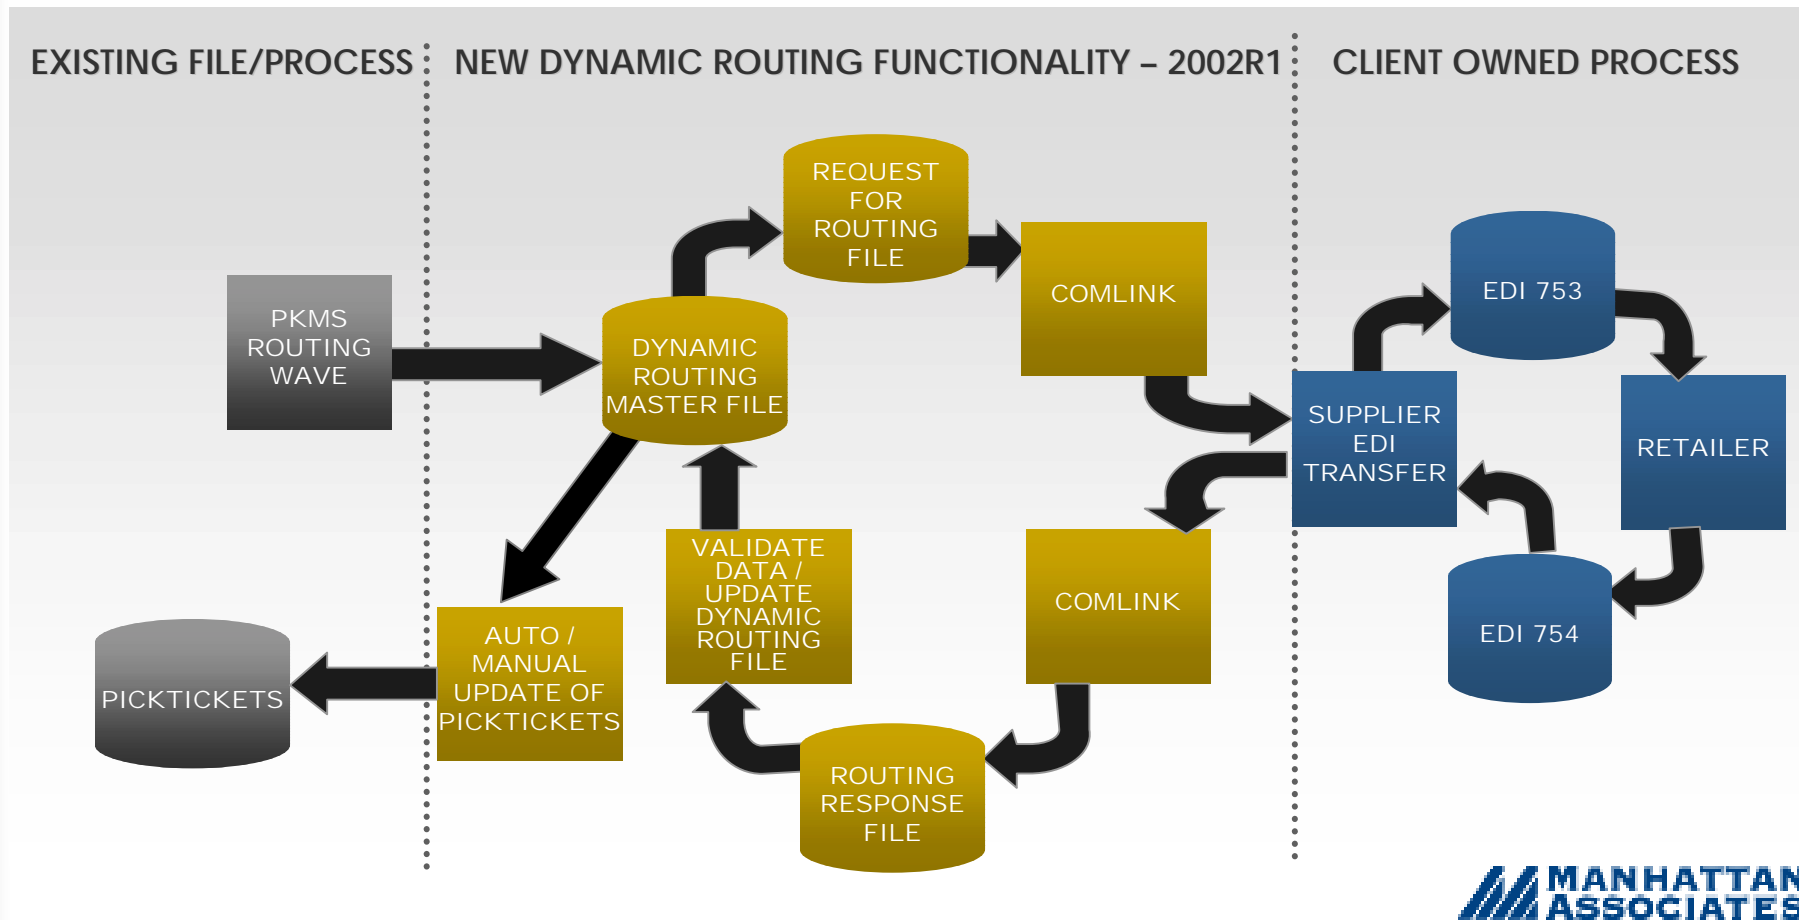 EXISTING FILE/PROCESS
NEW DYNAMIC ROUTING FUNCTIONALITY – 2002R1
CLIENT OWNED PROCESS
PKMS
ROUTING
WAVE
DYNAMIC
ROUTING
MASTER FILE
REQUEST
FOR
ROUTING
FILE
COMLINK
SUPPLIER
EDI
TRANSFER
EDI 753
RETAILER
EDI 754
COMLINK
ROUTING
RESPONSE
FILE
VALIDATE
DATA /
UPDATE
DYNAMIC
ROUTING
FILE
AUTO /
MANUAL
UPDATE OF
PICKTICKETS
PICKTICKETS
MANHATTAN
ASSOCIATES